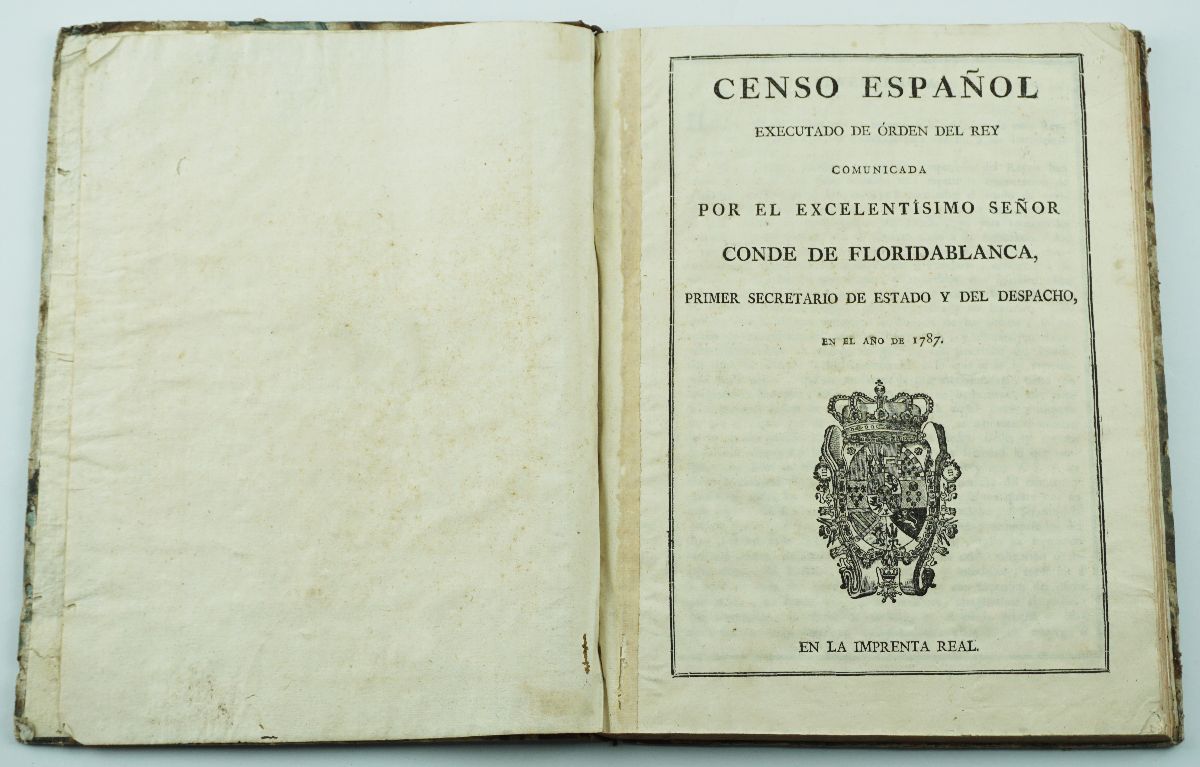 CENSO ESPAÑOL
EXECUTADO DE ÓRDEN DEL REY
COMUNICADA
POR EL EXCELENTÍSIMO SEÑOR
CONDE DE FLORIDABLANCA,
PRIMER SECRETARIO DE ESTADO Y DEL DESPACHO,
EN EL AÑO DE 1787.
EN LA IMPRENTA REAL.